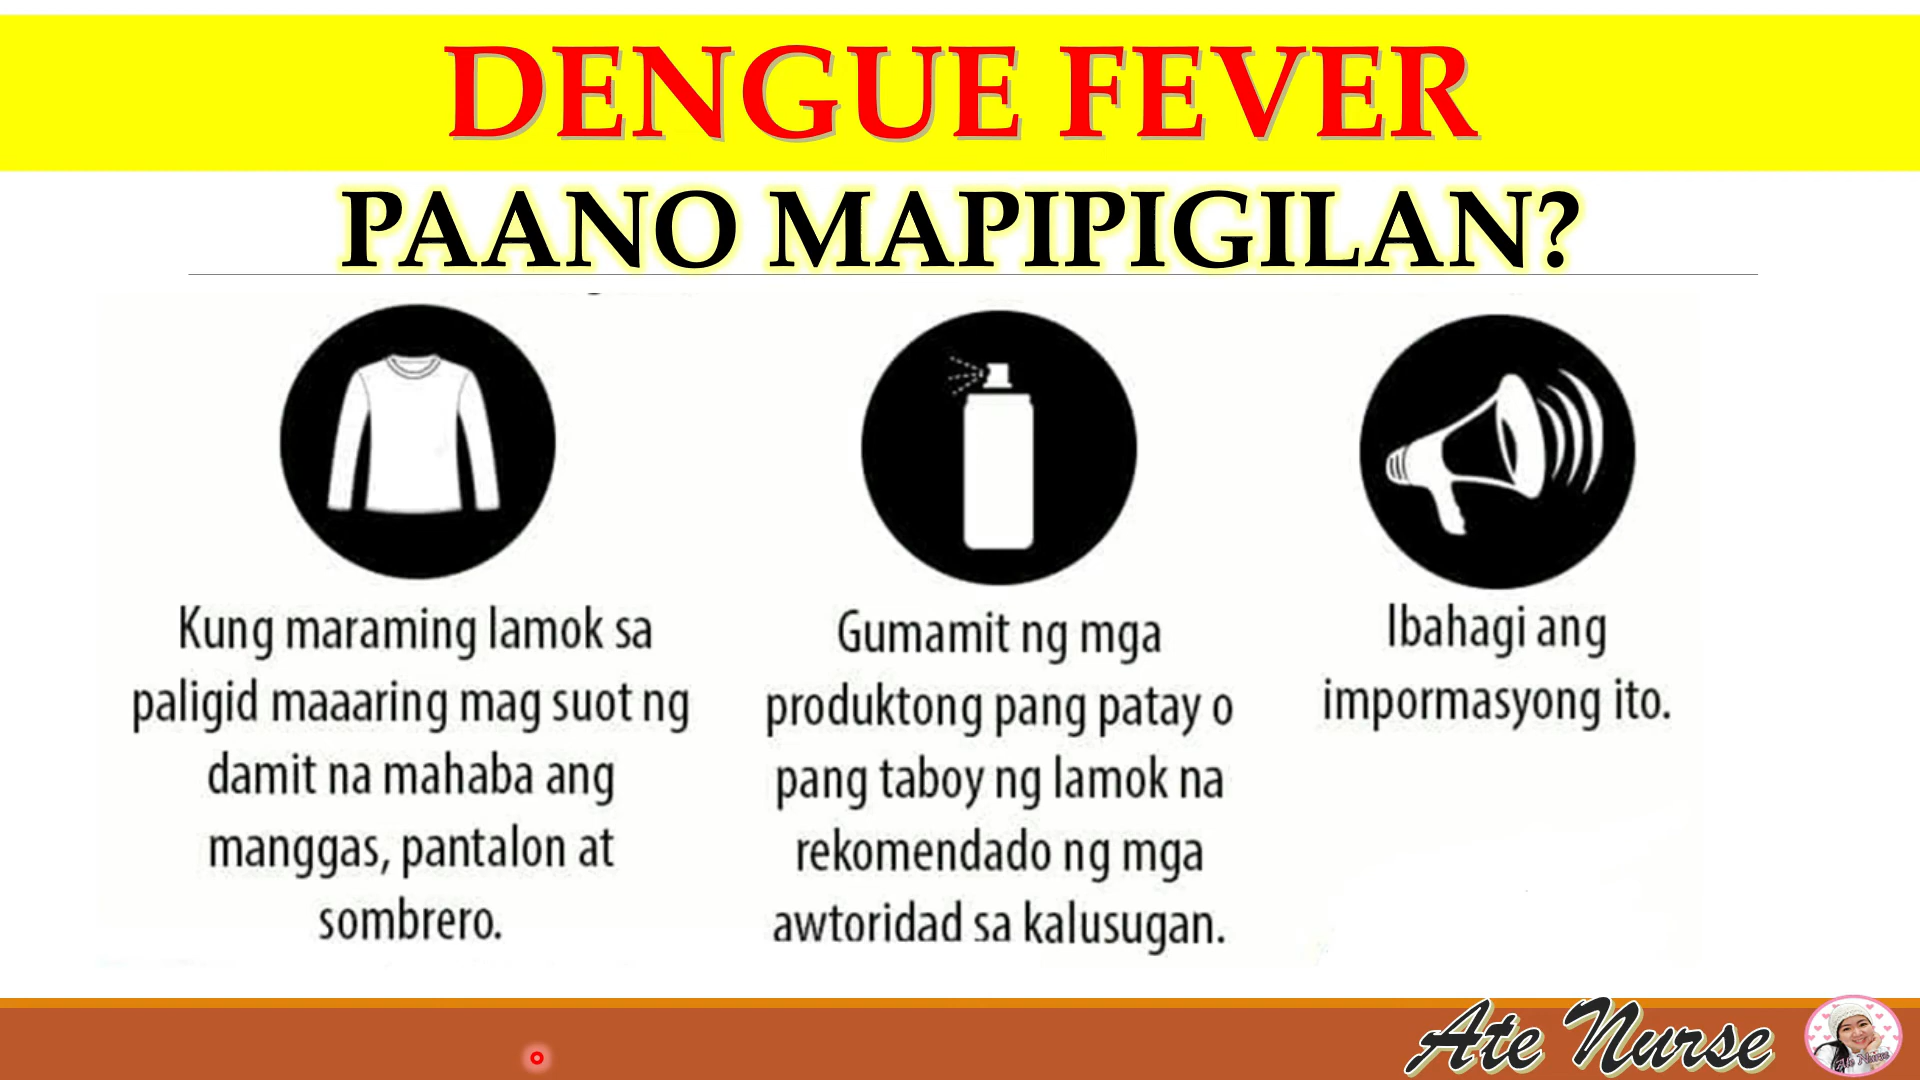 DENGUE FEVER
PAANO MAPIPIGILAN?
Kung maraming lamok sa
paligid maaaring mag suot ng
damit na mahaba ang
manggas, pantalon at
sombrero.
Gumamit ng mga
produktong pang patay o
pang taboy ng lamok na
rekomendado ng mga
awtoridad sa kalusugan.
Ibahagi ang
impormasyong ito.
Ate Nurse
Ate Nurse